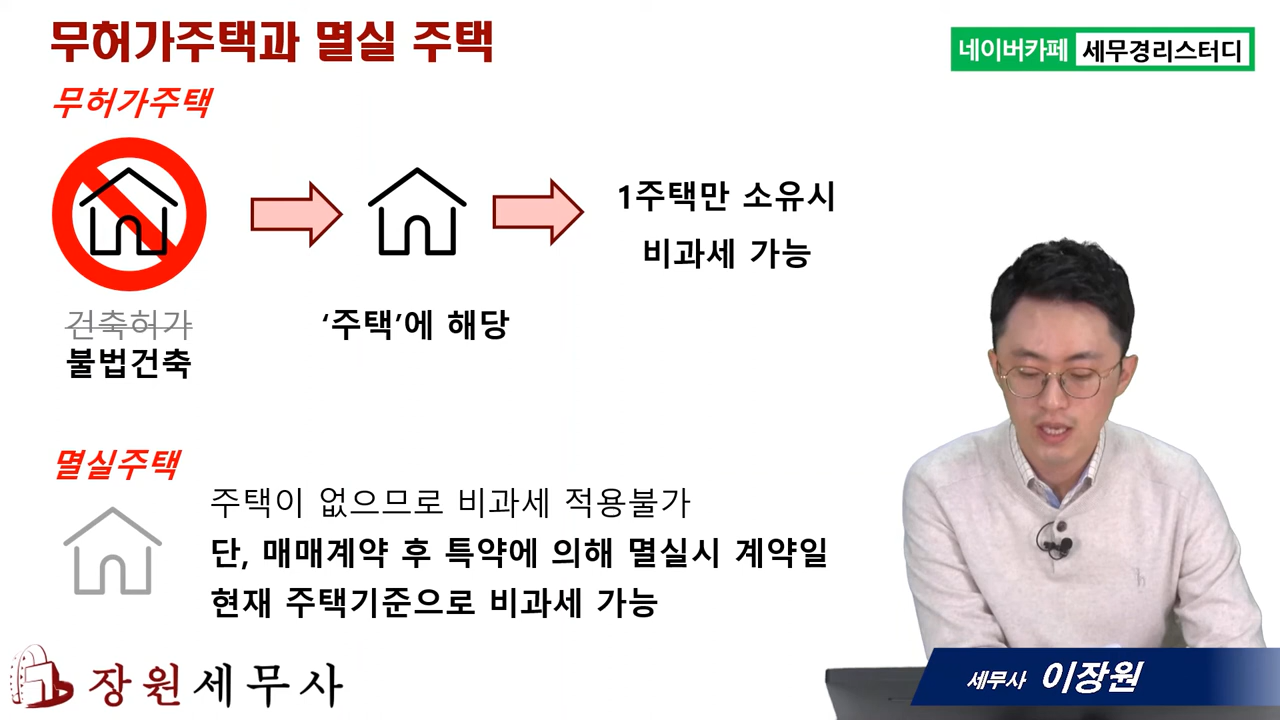 무허가주택과 멸실 주택
네이버카페 세무경리스터디
무허가주택
1주택만 소유시
비과세 가능
건축허가
불법건축
‘주택’에 해당
멸실주택
주택이 없으므로 비과세 적용불가
단, 매매계약 후 특약에 의해 멸실시 계약일
현재 주택기준으로 비과세 가능
장원세무사
세무사 이장원